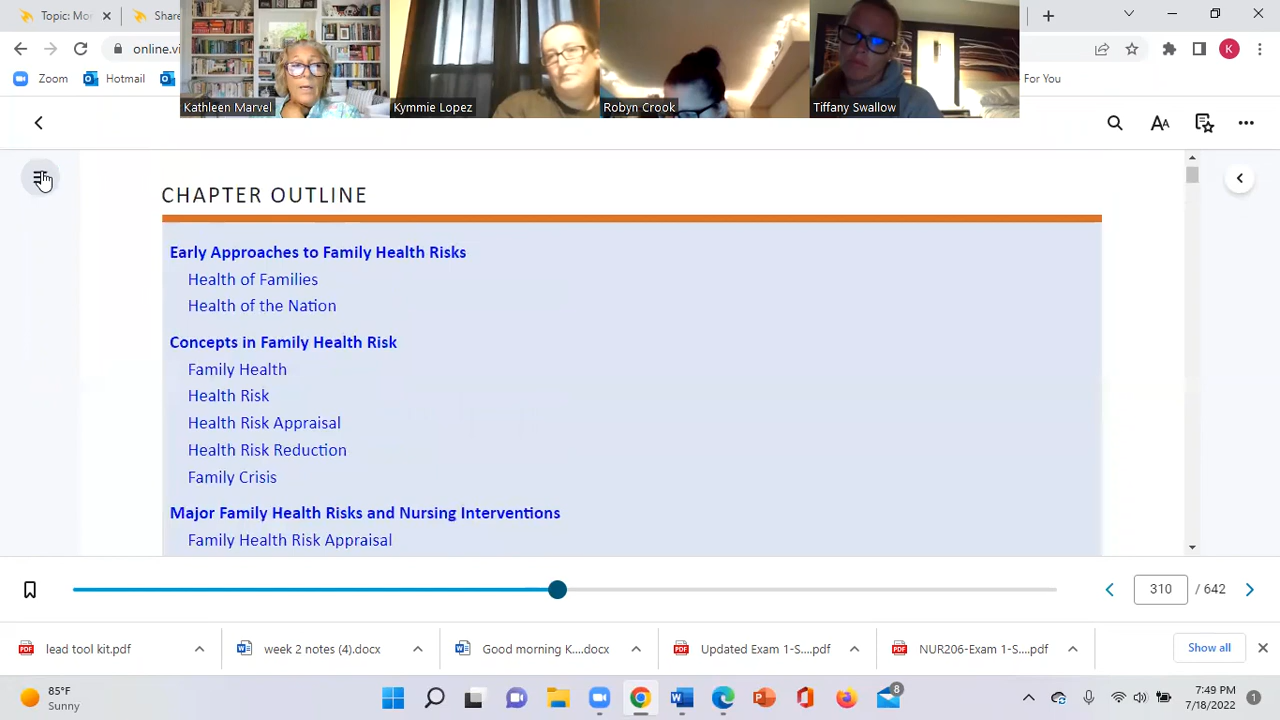 Topic: Mo
Share
online.vi
Zoom
Hotmail
For You
K
Kathleen Marvel
Kymmie Lopez
Robyn Crook
Tiffany Swallow
CHAPTER OUTLINE
Early Approaches to Family Health Risks
Health of Families
Health of the Nation
Concepts in Family Health Risk
Family Health
Health Risk
Health Risk Appraisal
Health Risk Reduction
Family Crisis
Major Family Health Risks and Nursing Interventions
Family Health Risk Appraisal
310 / 642
lead tool kit.pdf
week 2 notes (4).docx
Good morning K....docx
Updated Exam 1-S....pdf
NUR206-Exam 1-S....pdf
Show all
85°F
Sunny
8
7:49 PM
7/18/2022
1